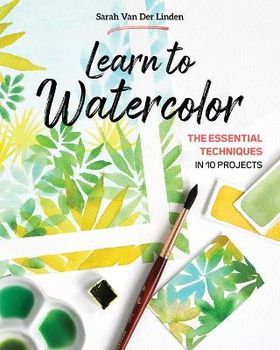 Sarah Van Der Linden
Learn to
Watercolor
THE ESSENTIAL
TECHNIQUES
IN 10 PROJECTS